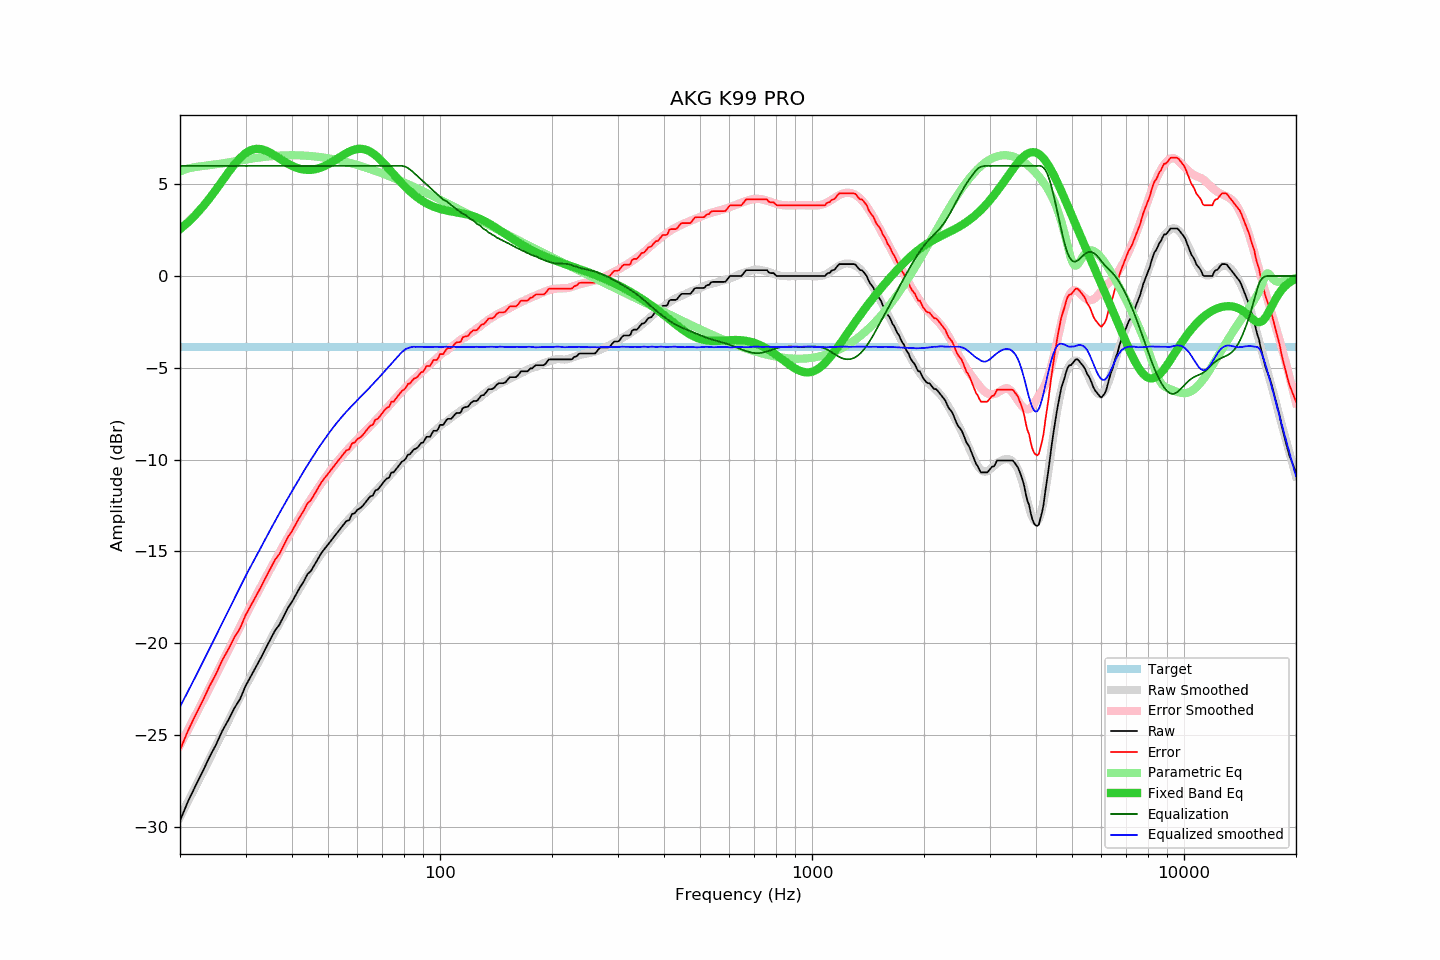 AKG K99 PRO
Amplitude (dBr)
5
0
−5
−10
−15
−20
−25
−30
100
1000
10000
Frequency (Hz)
Target
Raw Smoothed
Error Smoothed
Raw
Error
Parametric Eq
Fixed Band Eq
Equalization
Equalized smoothed